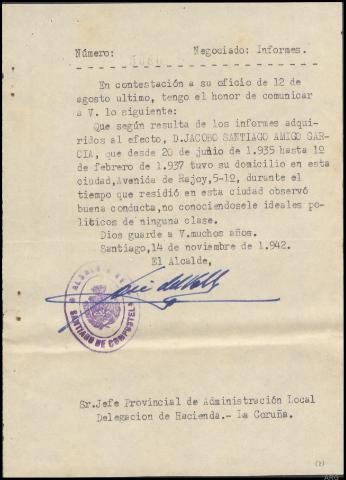 Número: Negociado: Informes.
En contestación a su oficio de 12 de
agosto ultimo, tengo el honor de comunicar
a V. lo siguiente:
Que según resulta de los informes adqui-
ridos al efecto, D.JACOBO SANTIAGO AMIGO GAR-
CIA, que desde 20 de junio de 1.935 hasta 1º
de febrero de 1.937 tuvo su domicilio en esta
ciudad, Avenida de Rajoy, 5-1º, durante el
tiempo que residió en esta ciudad observó
buena conducta, no conociendosele ideales po-
liticos de ninguna clase.
Dios guarde a V. muchos años.
Santiago, 14 de noviembre de 1.942.
El Alcalde,
SANTIAGO DE COMPOSTELA
Sr. Jefe Provincial de Administración Local
Delegacion de Hacienda.- La Coruña.